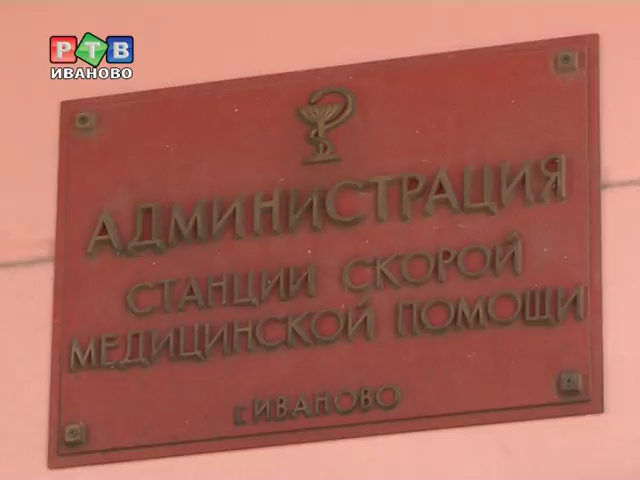 РТВ
ИВАНОВО
АДМИНИСТРАЦИЯ
СТАНЦИИ СКОРОЙ
МЕДИЦИНСКОЙ ПОМОЩИ
г. ИВАНОВО